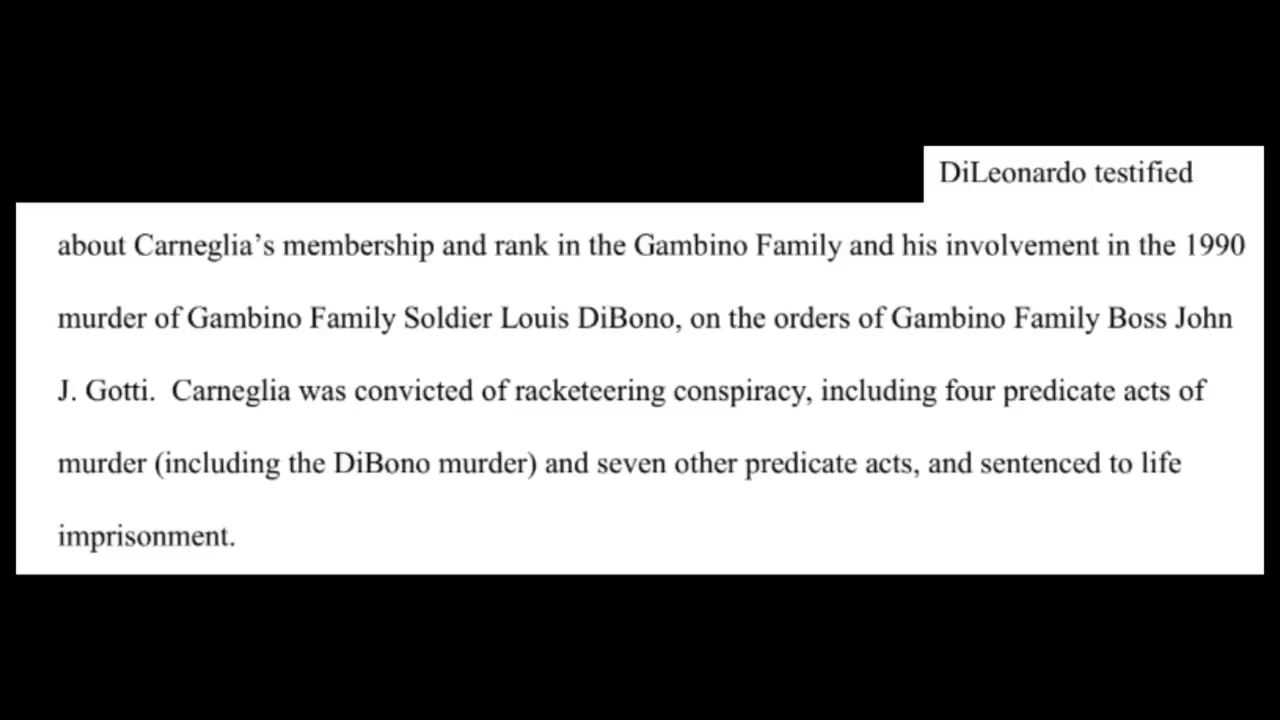 DiLeonardo testified
about Carneglia’s membership and rank in the Gambino Family and his involvement in the 1990
murder of Gambino Family Soldier Louis DiBono, on the orders of Gambino Family Boss John
J. Gotti.  Carneglia was convicted of racketeering conspiracy, including four predicate acts of
murder (including the DiBono murder) and seven other predicate acts, and sentenced to life
imprisonment.